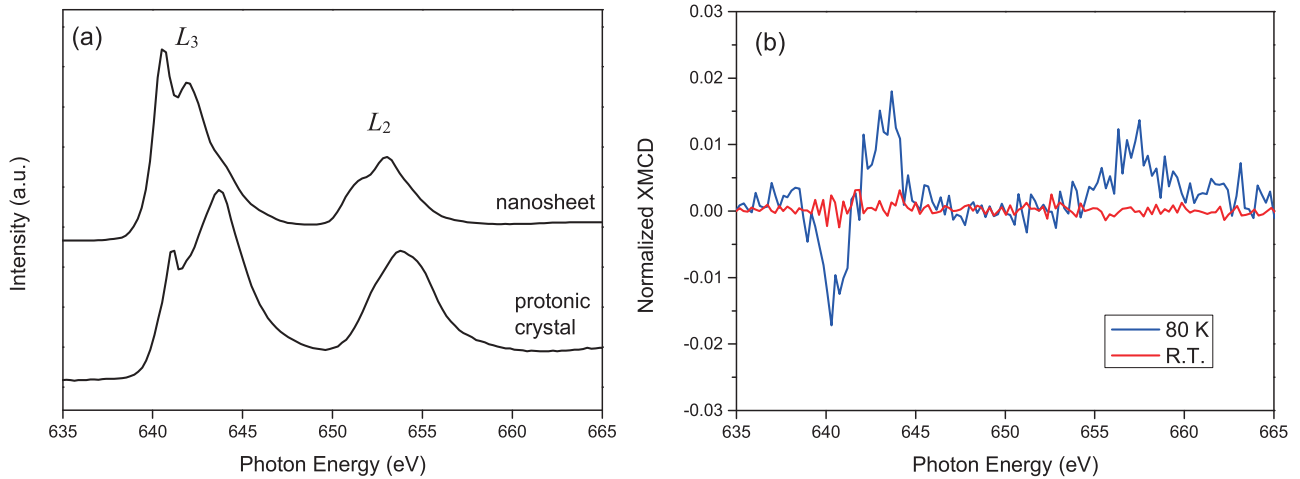 (a)
L3
L2
nanosheet
protonic
crystal
Intensity (a.u.)
635 640 645 650 655 660 665
Photon Energy (eV)
(b)
0.03
0.02
0.01
0.00
-0.01
-0.02
-0.03
Normalized XMCD
80 K
R.T.
635 640 645 650 655 660 665
Photon Energy (eV)